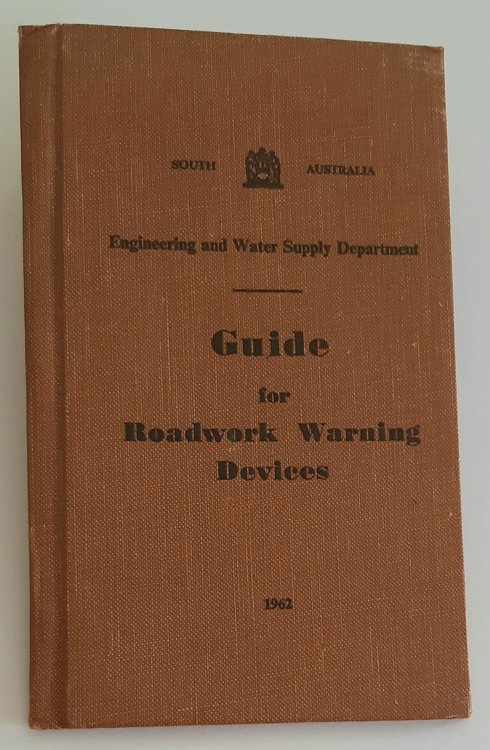 SOUTH AUSTRALIA
Engineering and Water Supply Department
Guide
for
Roadwork Warning
Devices
1962